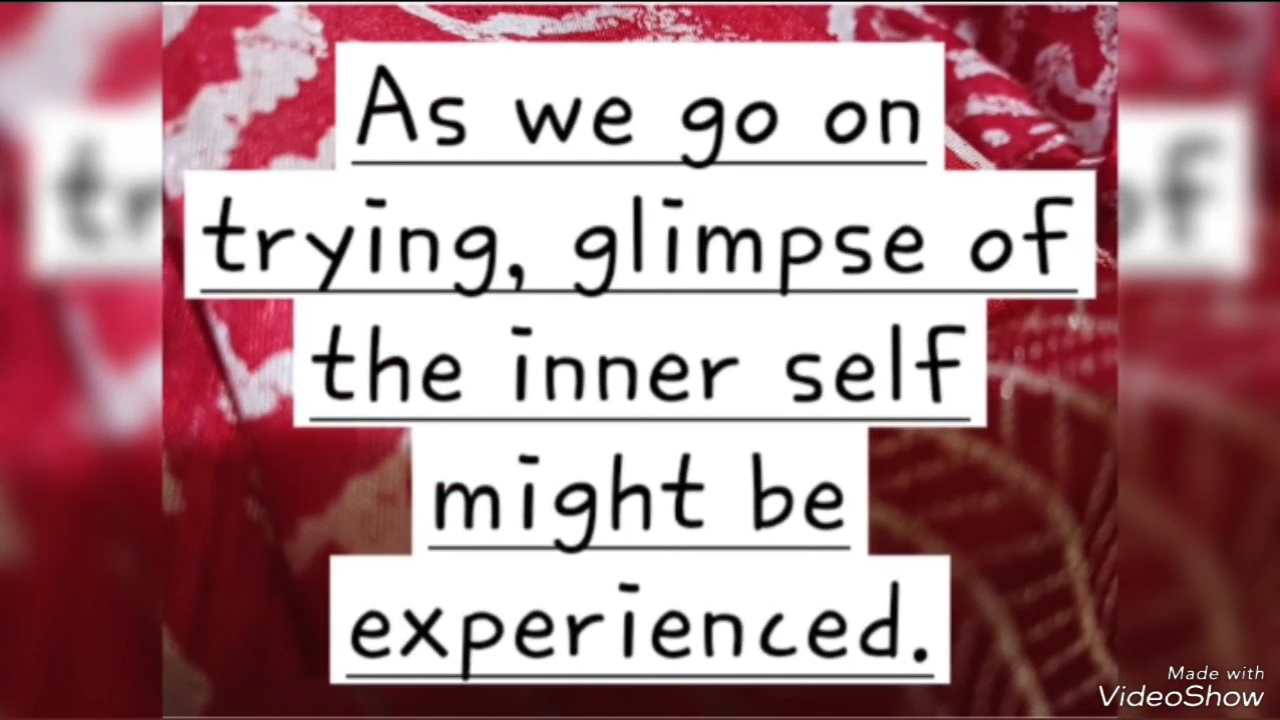 As we go on
trying, glimpse of
the inner self
might be
experienced.
Made with
VideoShow